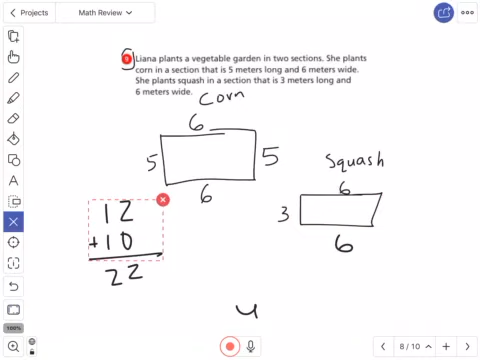 Projects
Math Review
9 Liana plants a vegetable garden in two sections. She plants
corn in a section that is 5 meters long and 6 meters wide.
She plants squash in a section that is 3 meters long and
6 meters wide.
Corn
6
5
5
6
Squash
6
3
6
12
+10
22
4
100%
8 / 10